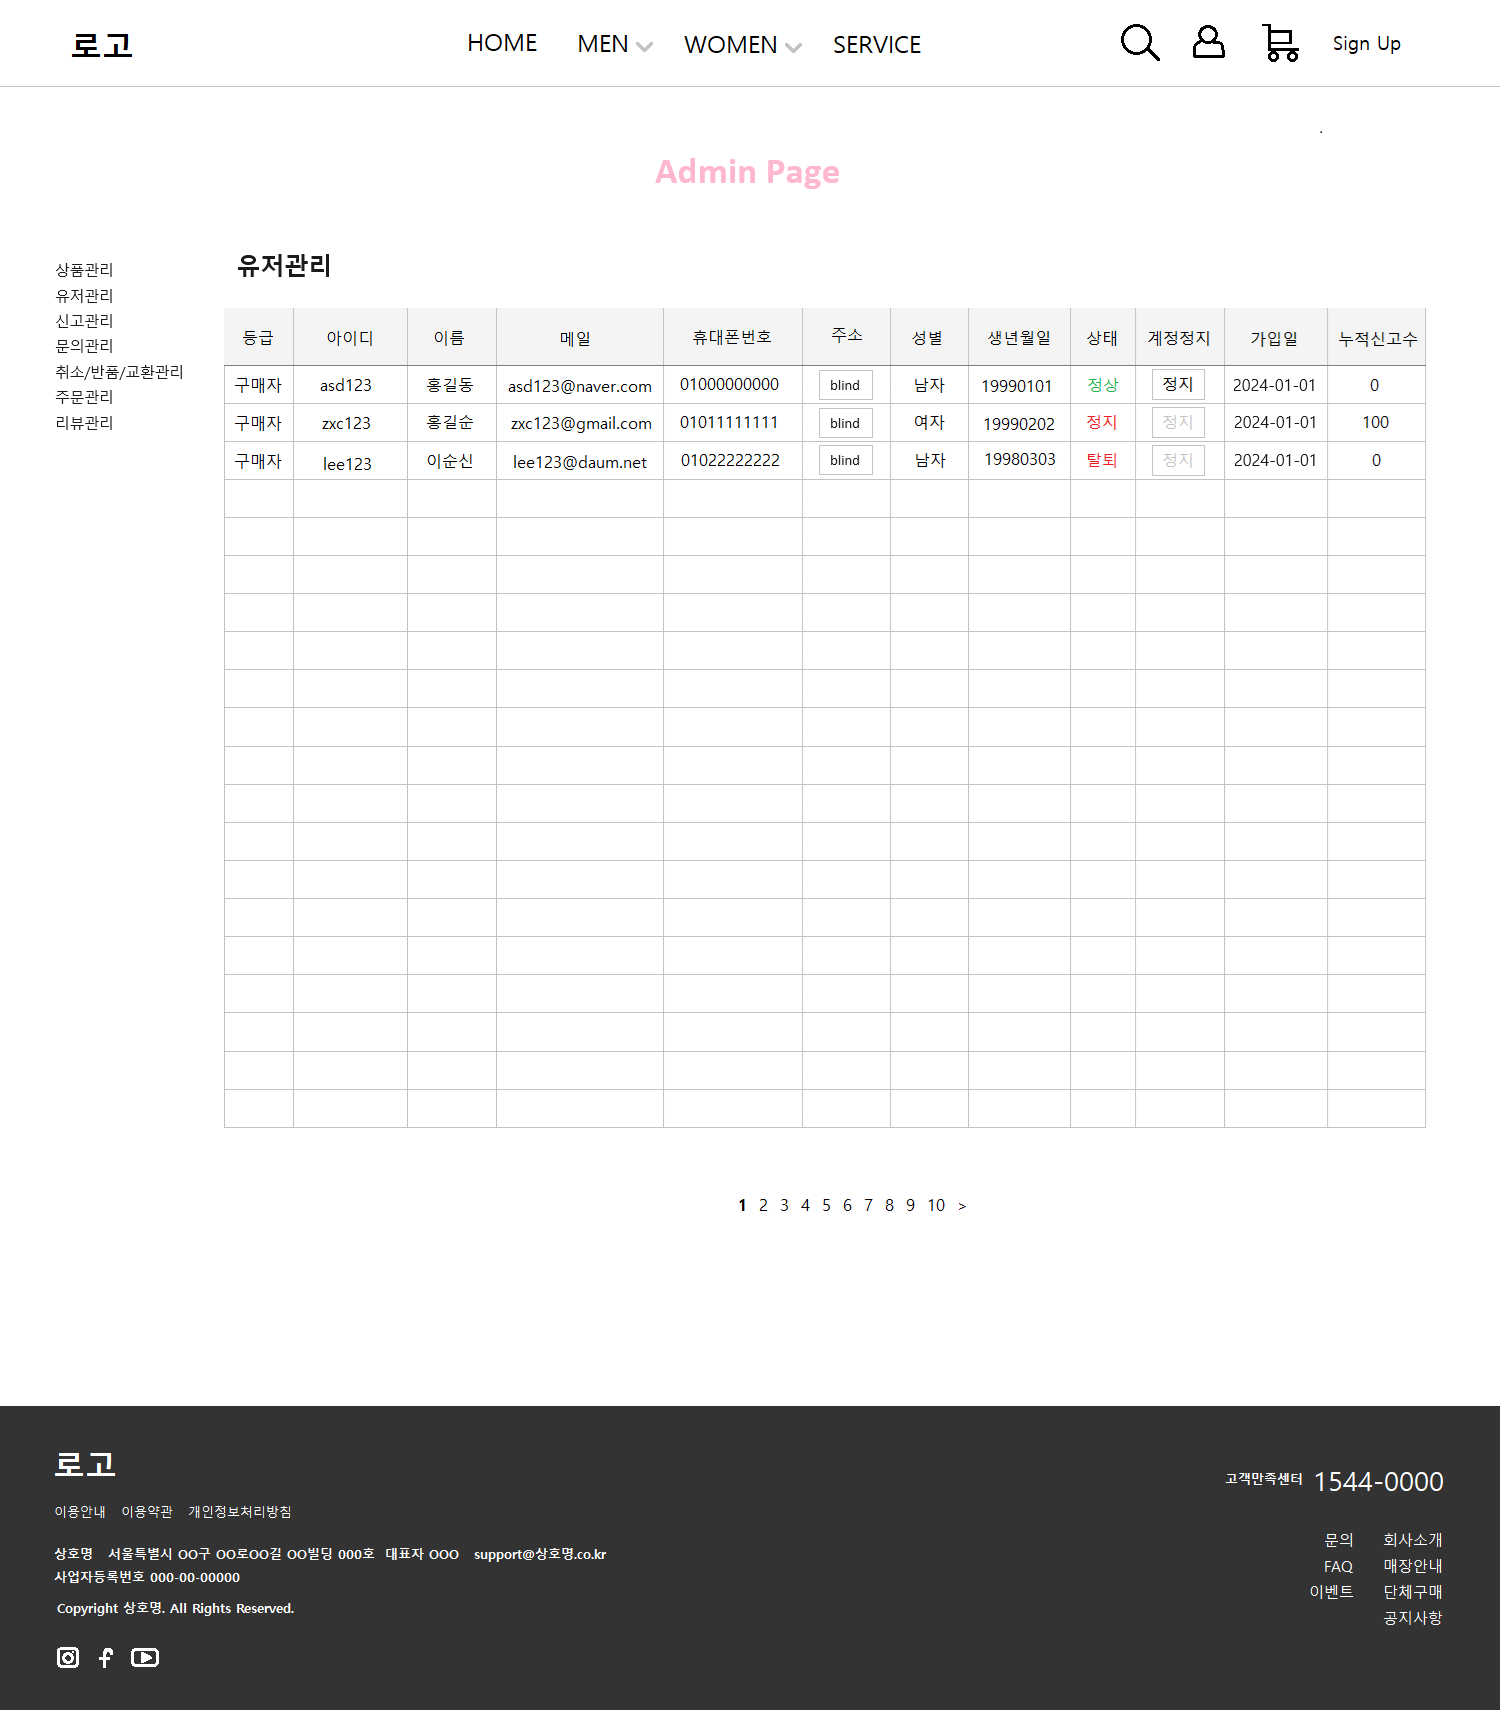 로고 HOME MEN WOMEN SERVICE Sign Up
.
Admin Page
유저관리
상품관리
유저관리
신고관리
문의관리
취소/반품/교환관리
주문관리
리뷰관리
등급 아이디 이름 메일 휴대폰번호 주소 성별 생년월일 상태 계정정지 가입일 누적신고수
구매자 asd123 홍길동 asd123@naver.com 01000000000 blind 남자 19990101 정상 정지 2024-01-01 0
구매자 zxc123 홍길순 zxc123@gmail.com 01011111111 blind 여자 19990202 정지 정지 2024-01-01 100
구매자 lee123 이순신 lee123@daum.net 01022222222 blind 남자 19980303 탈퇴 정지 2024-01-01 0
1 2 3 4 5 6 7 8 9 10 >
로고
이용안내 이용약관 개인정보처리방침
상호명 서울특별시 OO구 OO로OO길 OO빌딩 000호 대표자 OOO support@상호명.co.kr
사업자등록번호 000-00-00000
Copyright 상호명. All Rights Reserved.
고객만족센터 1544-0000
문의 회사소개
FAQ 매장안내
이벤트 단체구매
공지사항